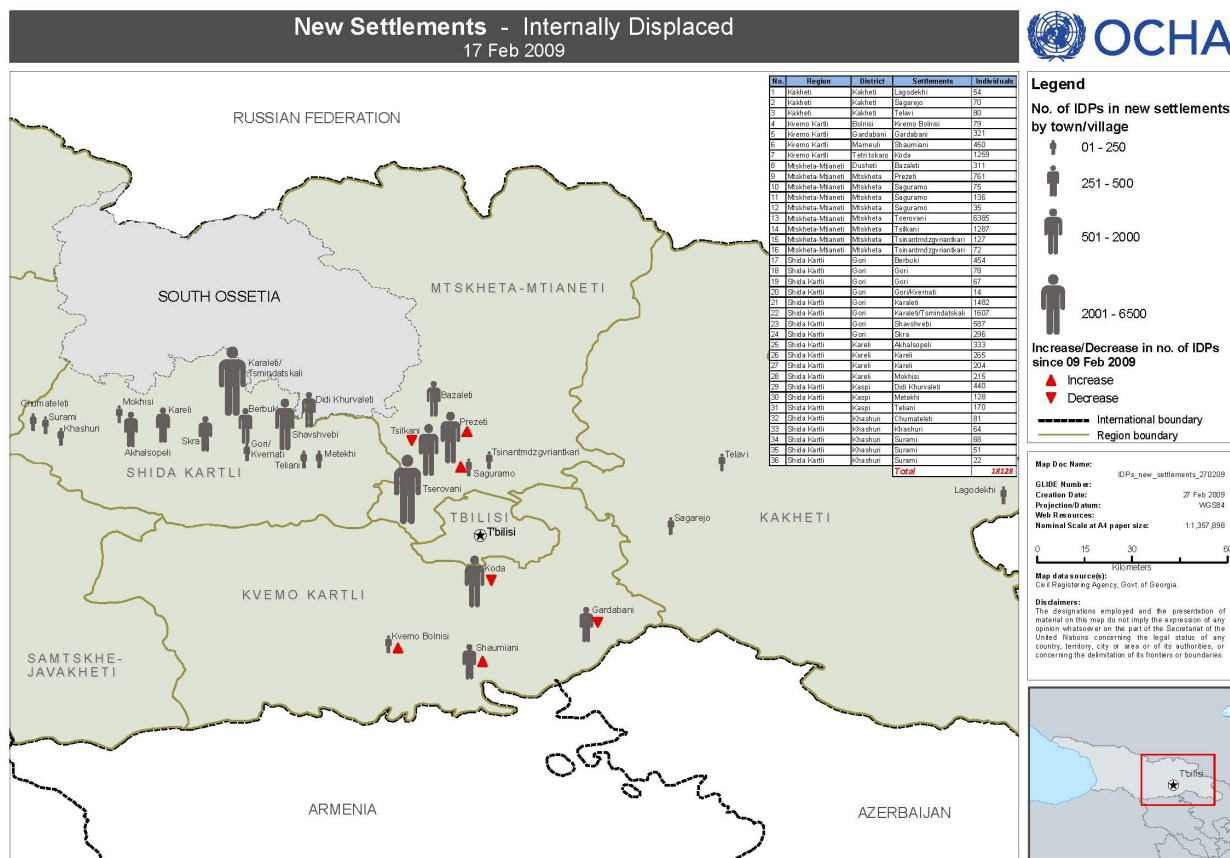 New Settlements - Internally Displaced
17 Feb 2009
OCHA
No. Region District Settlements Individuals
1 Kakheti Kakheti Lagodekhi 54
2 Kakheti Kakheti Sagarejo 70
3 Kakheti Kakheti Telavi 80
4 Kvemo Kartli Bolnisi Kvemo Bolnisi 79
5 Kvemo Kartli Gardabani Gardabani 321
6 Kvemo Kartli Marneuli Shaumiani 450
7 Kvemo Kartli Tetritskaro Koda 1259
8 Mtskheta-Mtianeti Dusheti Bazaleti 311
9 Mtskheta-Mtianeti Mtskheta Prezeti 761
10 Mtskheta-Mtianeti Mtskheta Saguramo 75
11 Mtskheta-Mtianeti Mtskheta Saguramo 136
12 Mtskheta-Mtianeti Mtskheta Saguramo 35
13 Mtskheta-Mtianeti Mtskheta Tserovani 6385
14 Mtskheta-Mtianeti Mtskheta Tsilkani 1287
15 Mtskheta-Mtianeti Mtskheta Tsinantmdzgvriantkari 127
16 Mtskheta-Mtianeti Mtskheta Tsinantmdzgvriantkari 72
17 Shida Kartli Gori Berbuki 454
18 Shida Kartli Gori Gori 78
19 Shida Kartli Gori Gori 67
20 Shida Kartli Gori Gori/Kvernati 14
21 Shida Kartli Gori Karaleti 1482
22 Shida Kartli Gori Karaleti/Tsmindatskali 1607
23 Shida Kartli Gori Shavshvebi 587
24 Shida Kartli Gori Skra 296
25 Shida Kartli Kareli Akhalsopeli 333
26 Shida Kartli Kareli Kareli 265
27 Shida Kartli Kareli Kareli 204
28 Shida Kartli Kareli Mokhisi 215
29 Shida Kartli Kaspi Didi Khurvaleti 440
30 Shida Kartli Kaspi Metekhi 128
31 Shida Kartli Kaspi Teliani 170
32 Shida Kartli Khashuri Chumateleti 81
33 Shida Kartli Khashuri Khashuri 64
34 Shida Kartli Khashuri Surami 68
35 Shida Kartli Khashuri Surami 51
36 Shida Kartli Khashuri Surami 22
Total 18128
RUSSIAN FEDERATION
SOUTH OSSETIA
MTSKHETA-MTIANETI
Karaleti/
Tsmindatskali
Didi Khurvaleti
Bazaleti
Chumateleti
Mokhisi
Surami
Kareli
Khashuri
Berbuki
Shavshvebi
Prezeti
Tsilkani
Akhalsopeli
Skra
Gori/
Kvernati
Teliani
Metekhi
Tsinantmdzgvriantkari
Saguramo
SHIDA KARTLI
Tserovani
Telavi
Lagodekhi
Sagarejo
KAKHETI
TBILISI
T'bilisi
Koda
KVEMO KARTLI
Gardabani
Kvemo Bolnisi
Shaumiani
SAMTSKHE-
JAVAKHETI
ARMENIA
AZERBAIJAN
Legend
No. of IDPs in new settlements
by town/village
01 - 250
251 - 500
501 - 2000
2001 - 6500
Increase/Decrease in no. of IDPs
since 09 Feb 2009
Increase
Decrease
International boundary
Region boundary
Map Doc Name:
IDPs_new_settlements_270209
GLIDE Number:
Creation Date: 27 Feb 2009
Projection/Datum: WGS84
Web Resources:
Nominal Scale at A4 paper size: 1:1,357,898
0 15 30 60
Kilometers
Map data source(s):
Civil Registering Agency, Govt. of Georgia.
Disclaimers:
The designations employed and the presentation of
material on this map do not imply the expression of any
opinion whatsoever on the part of the Secretariat of the
United Nations concerning the legal status of any
country, territory, city or area or of its authorities, or
concerning the delimitation of its frontiers or boundaries.
T'bilisi